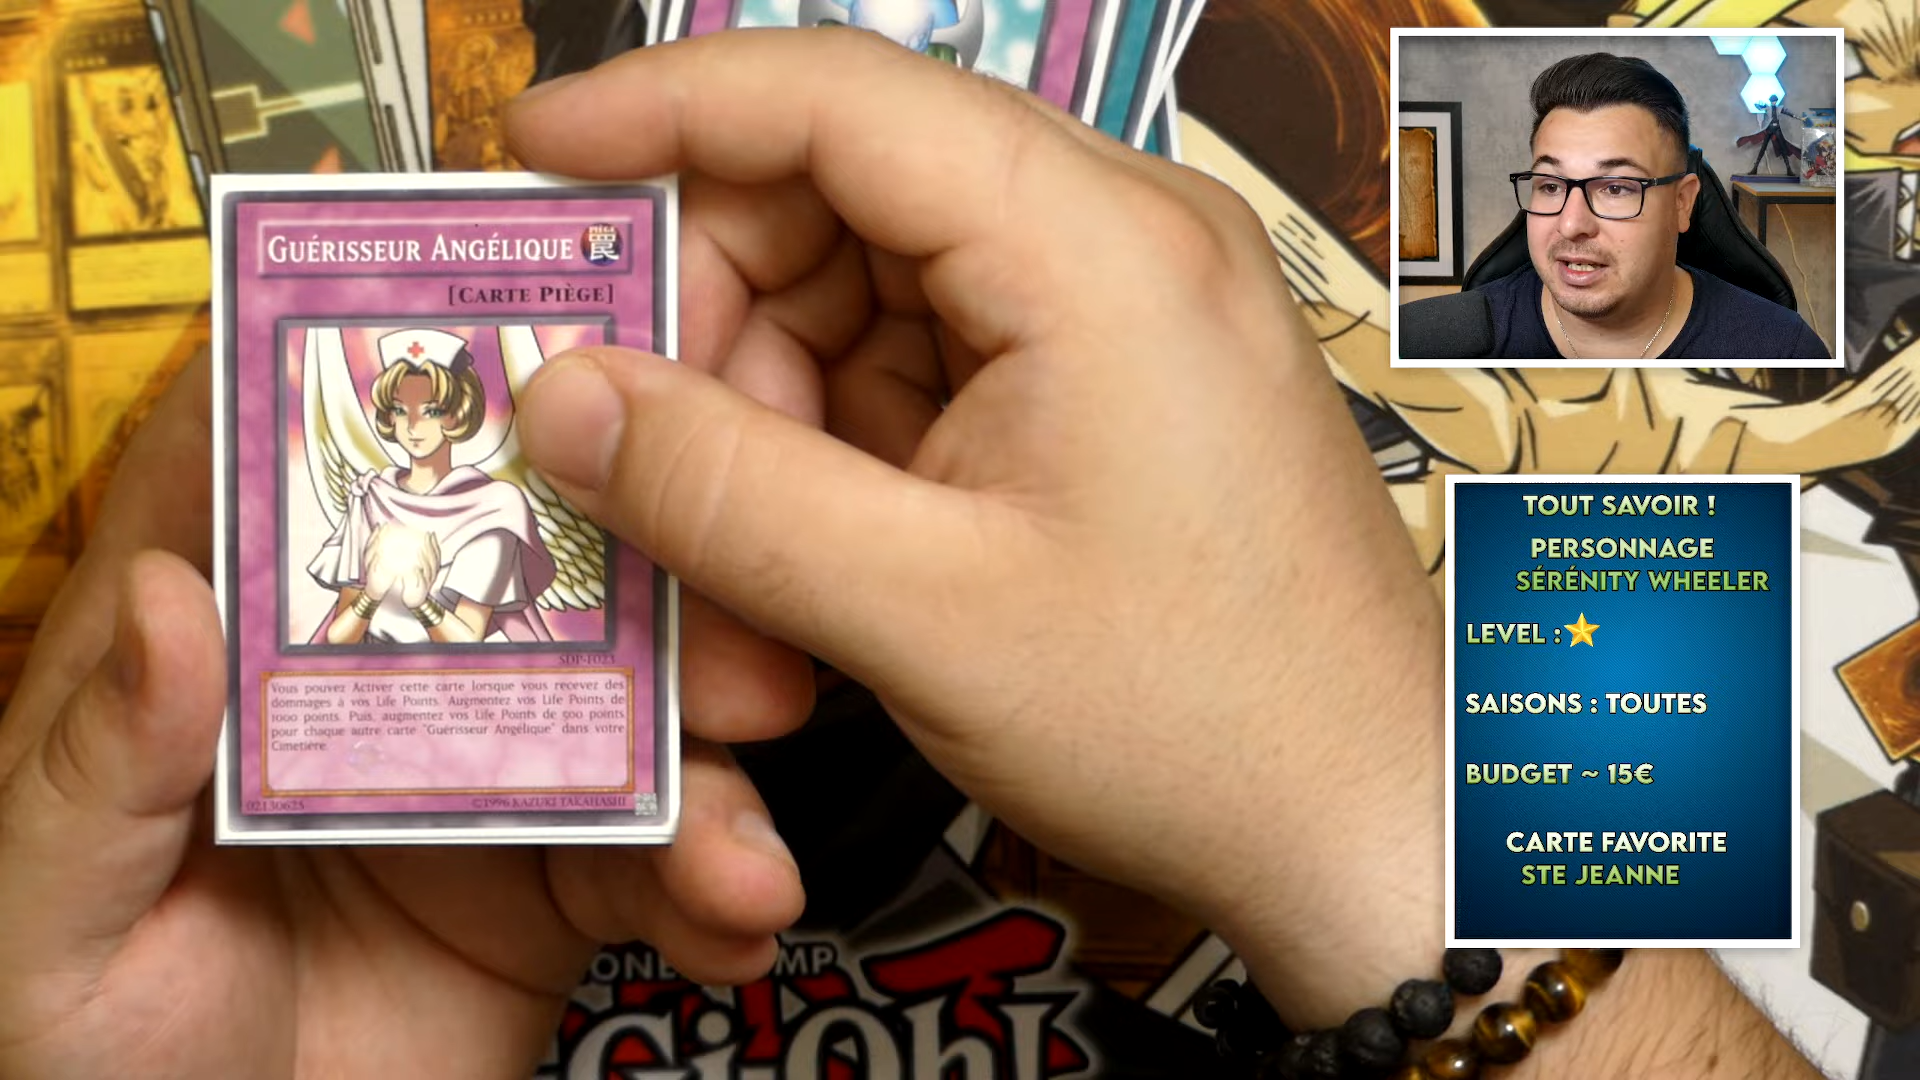 GUÉRISSEUR ANGÉLIQUE
PIÈGE
罠
[CARTE PIÈGE]
SDP-F023
Vous pouvez Activer cette carte lorsque vous recevez des
dommages à vos Life Points. Augmentez vos Life Points de
1000 points. Puis, augmentez vos Life Points de 500 points
pour chaque autre carte "Guérisseur Angélique" dans votre
Cimetière.
02130625
©1996 KAZUKI TAKAHASHI
TOUT SAVOIR !
PERSONNAGE
SÉRÉNITY WHEELER
LEVEL :
SAISONS : TOUTES
BUDGET ~ 15€
CARTE FAVORITE
STE JEANNE
Gi-Oh!